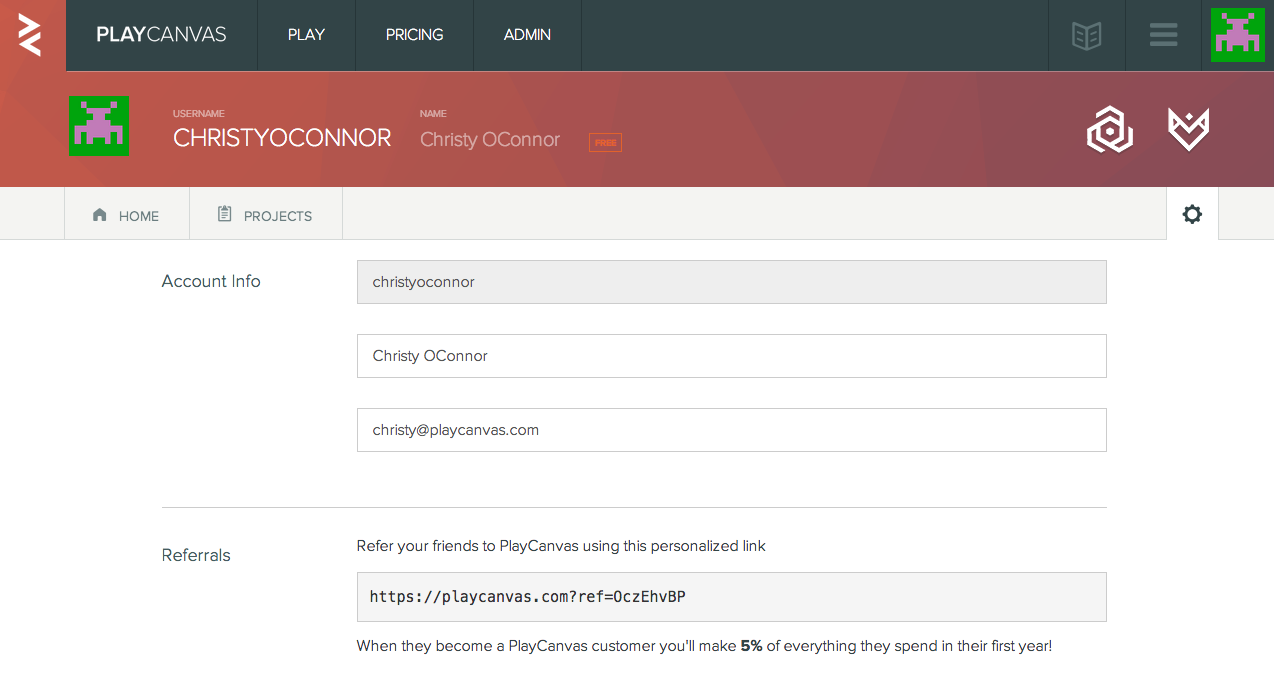 PLAYCANVAS
PLAY
PRICING
ADMIN
USERNAME
CHRISTYOCONNOR
NAME
Christy OConnor
FREE
HOME
PROJECTS
Account Info
christyoconnor
Christy OConnor
christy@playcanvas.com
Referrals
Refer your friends to PlayCanvas using this personalized link
https://playcanvas.com?ref=OczEhvBP
When they become a PlayCanvas customer you'll make 5% of everything they spend in their first year!